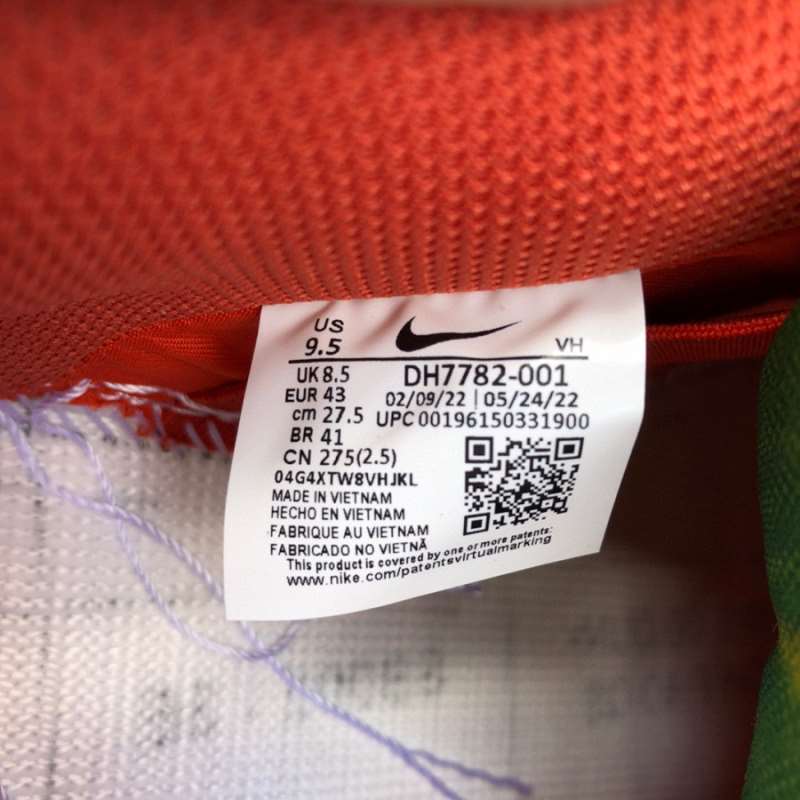 US
9.5
VH
UK 8.5
EUR 43
cm 27.5
BR 41
CN 275(2.5)
DH7782-001
02/09/22 | 05/24/22
UPC 00196150331900
04G4XTW8VHJKL
MADE IN VIETNAM
HECHO EN VIETNAM
FABRIQUE AU VIETNAM
FABRICADO NO VIETNÃ
This product is covered by one or more patents:
www.nike.com/patentsvirtualmarking